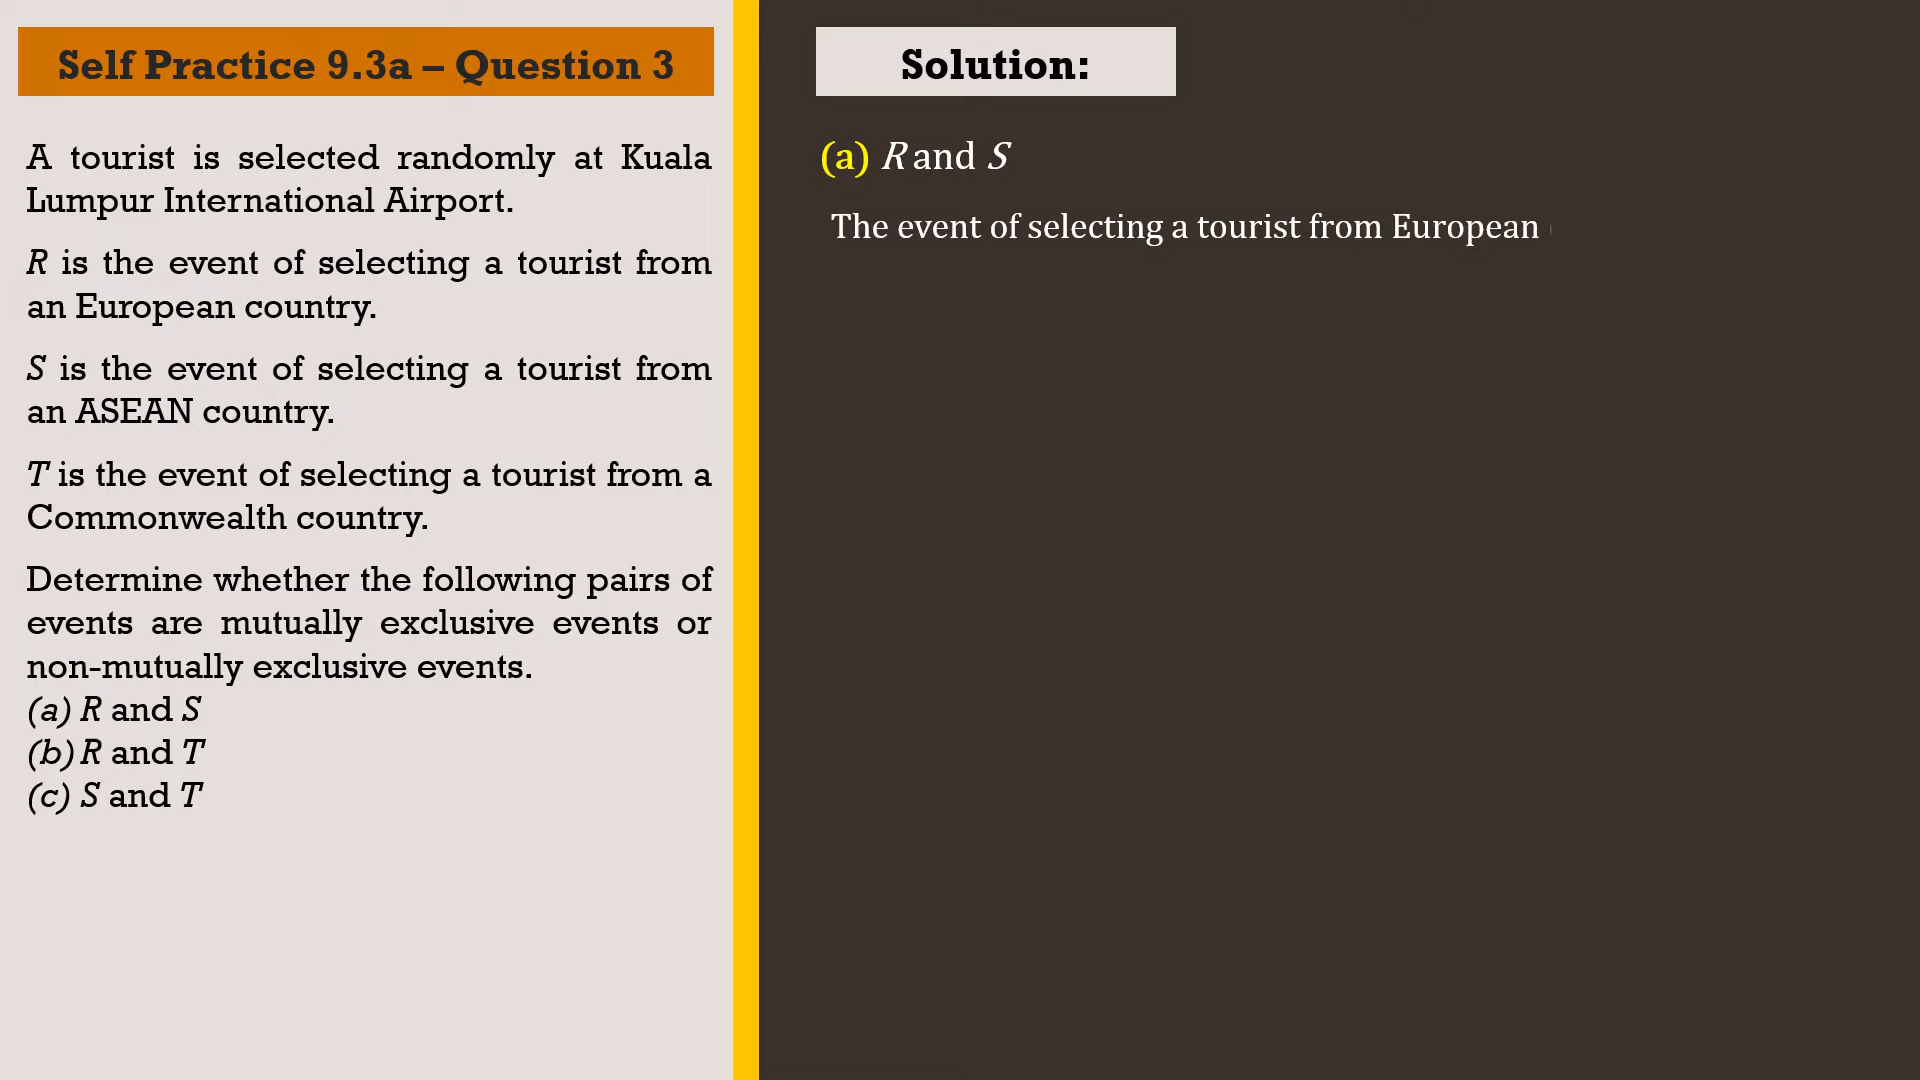 Self Practice 9.3a – Question 3
A tourist is selected randomly at Kuala
Lumpur International Airport.
R is the event of selecting a tourist from
an European country.
S is the event of selecting a tourist from
an ASEAN country.
T is the event of selecting a tourist from a
Commonwealth country.
Determine whether the following pairs of
events are mutually exclusive events or
non-mutually exclusive events.
(a) R and S
(b) R and T
(c) S and T
Solution:
(a) R and S
The event of selecting a tourist from European